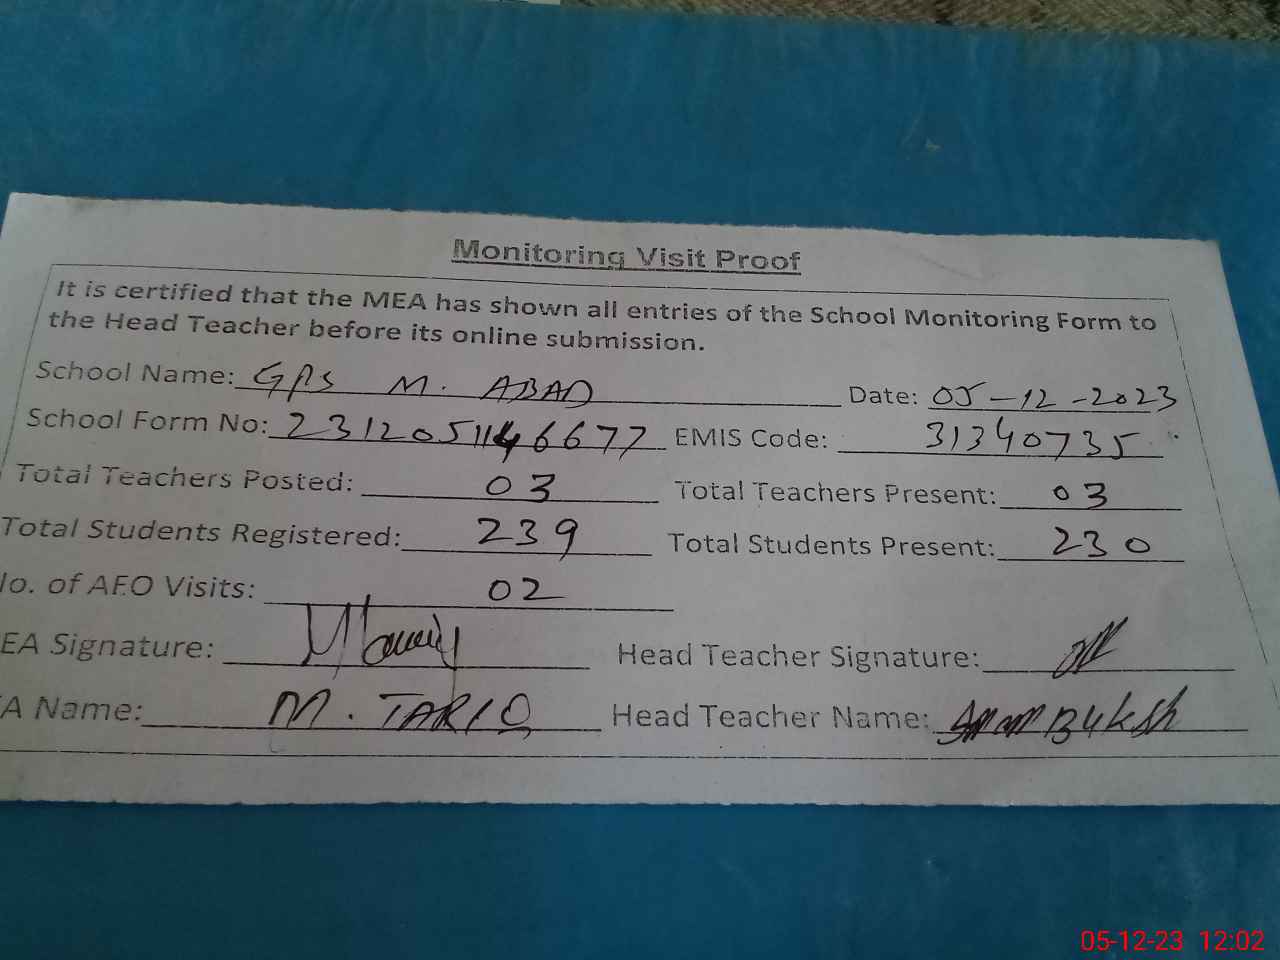 Monitoring Visit Proof
It is certified that the MEA has shown all entries of the School Monitoring Form to
the Head Teacher before its online submission.
School Name: GPS M. ABAD Date: 05-12-2023
School Form No: EMIS Code: 31340735
Total Teachers Posted: 03 Total Teachers Present: 03
Total Students Registered: 239 Total Students Present: 230
No. of AEO Visits: 02
EA Signature: Head Teacher Signature:
A Name: M. TARIQ Head Teacher Name: Buksh
05-12-23 12:02